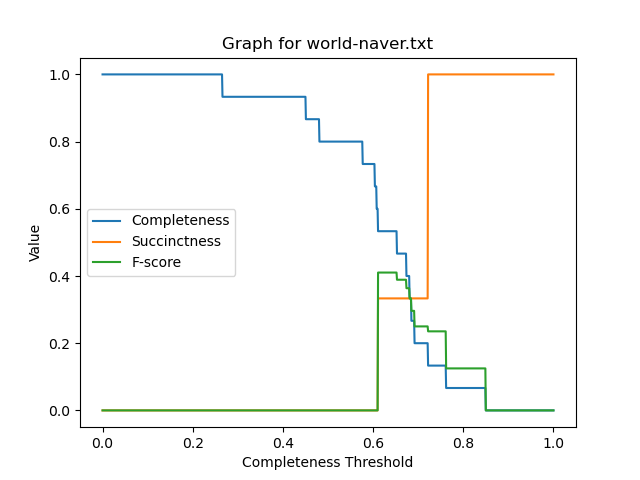 Graph for world-naver.txt
1.0
0.8
0.6
0.4
0.2
0.0
Value
Completeness
Succinctness
F-score
0.0 0.2 0.4 0.6 0.8 1.0
Completeness Threshold